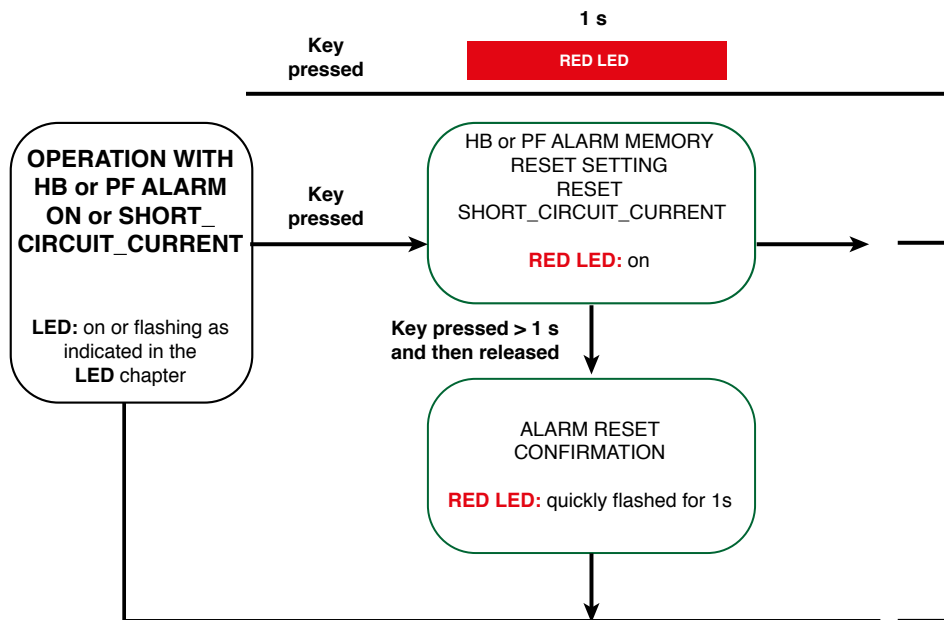 1 s
Key
pressed
RED LED
OPERATION WITH
HB or PF ALARM
ON or SHORT_
CIRCUIT_CURRENT
LED: on or flashing as
indicated in the
LED chapter
Key
pressed
HB or PF ALARM MEMORY
RESET SETTING
RESET
SHORT_CIRCUIT_CURRENT
RED LED: on
Key pressed > 1 s
and then released
ALARM RESET
CONFIRMATION
RED LED: quickly flashed for 1s